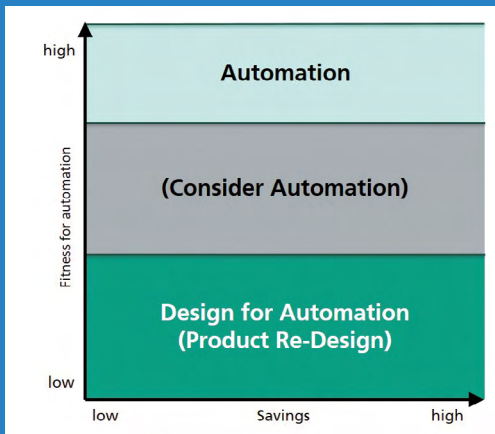 high
Automation
(Consider Automation)
Fitness for automation
Design for Automation
(Product Re-Design)
low
low Savings high